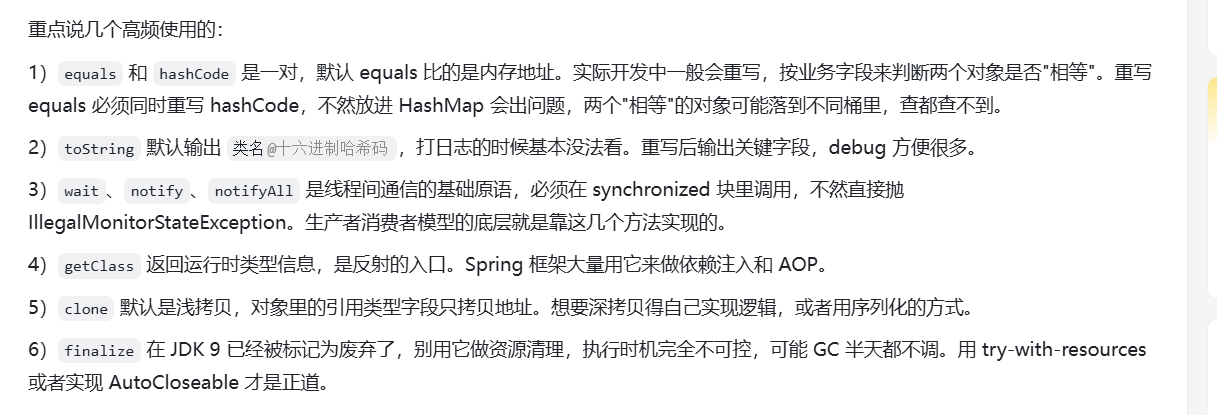 重点说几个高频使用的：
1）equals 和 hashCode 是一对，默认 equals 比的是内存地址。实际开发中一般会重写，按业务字段来判断两个对象是否"相等"。重写
equals 必须同时重写 hashCode，不然放进 HashMap 会出问题，两个"相等"的对象可能落到不同桶里，查都查不到。
2）toString 默认输出 类名@十六进制哈希码 ，打日志的时候基本没法看。重写后输出关键字段，debug 方便很多。
3）wait、notify、notifyAll 是线程间通信的基础原语，必须在 synchronized 块里调用，不然直接抛
IllegalMonitorStateException。生产者消费者模型的底层就是靠这几个方法实现的。
4）getClass 返回运行时类型信息，是反射的入口。Spring 框架大量用它来做依赖注入和 AOP。
5）clone 默认是浅拷贝，对象里的引用类型字段只拷贝地址。想要深拷贝得自己实现逻辑，或者用序列化的方式。
6）finalize 在 JDK 9 已经被标记为废弃了，别用它做资源清理，执行时机完全不可控，可能 GC 半天都不调。用 try-with-resources
或者实现 AutoCloseable 才是正道。